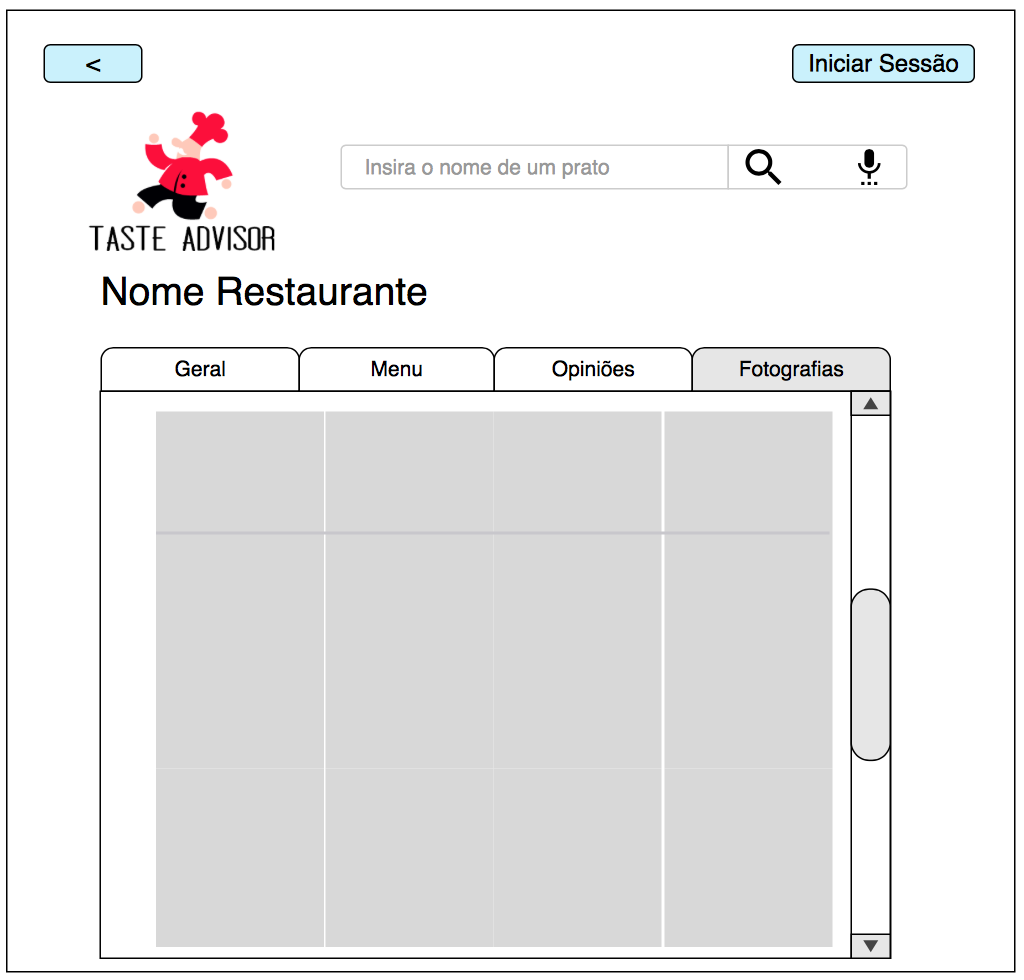 <
Iniciar Sessão
Insira o nome de um prato
TASTE ADVISOR
Nome Restaurante
Geral
Menu
Opiniões
Fotografias